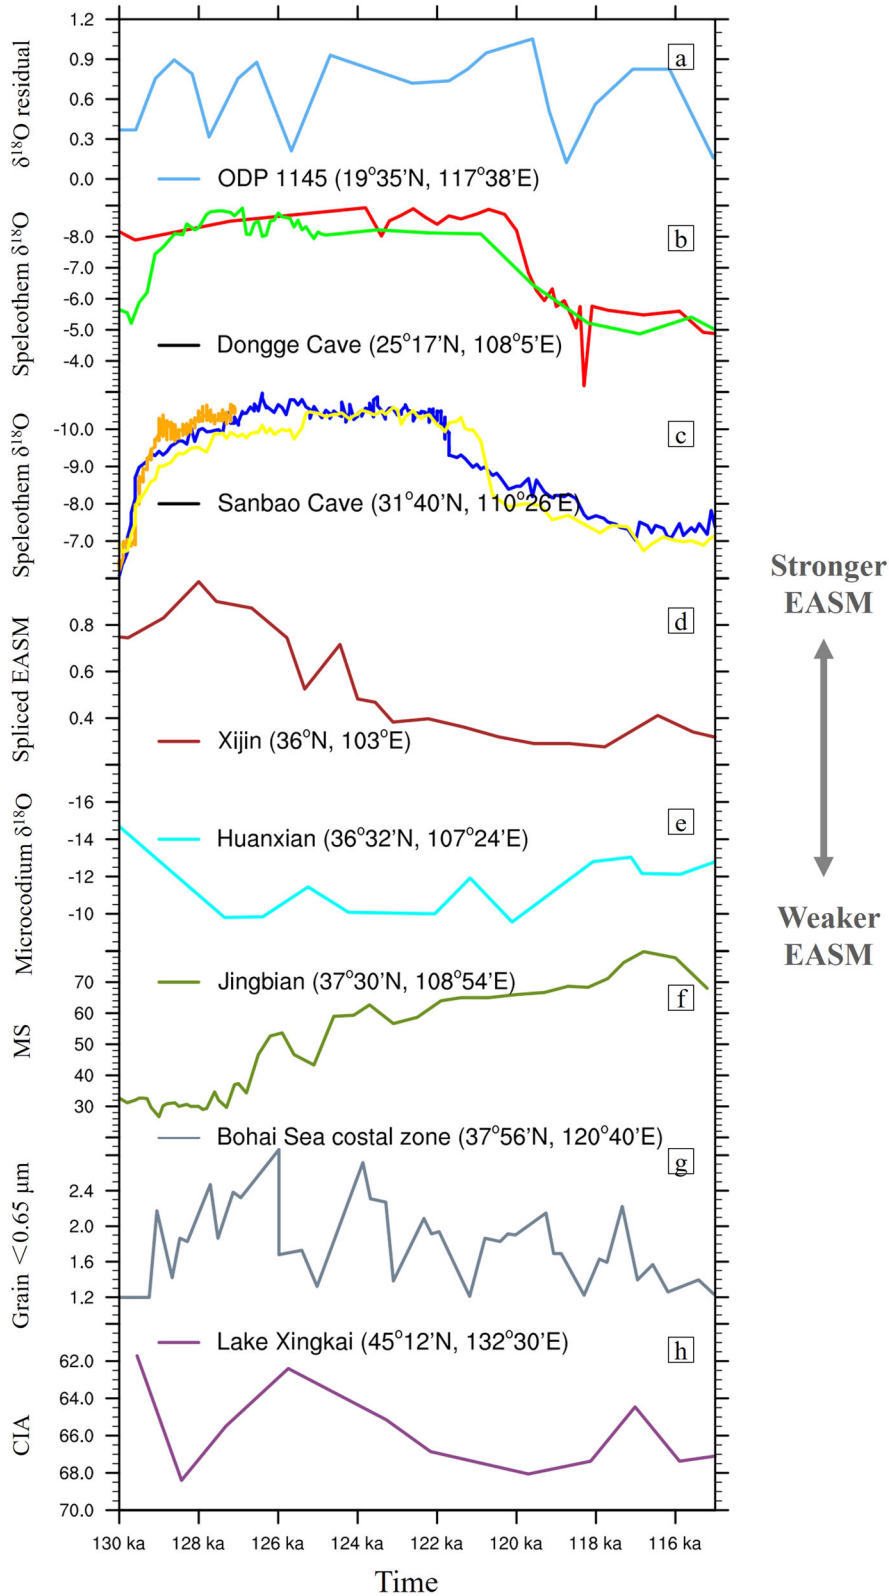 δ¹⁸O residual
1.2
0.9
0.6
0.3
0.0
a
ODP 1145 (19°35'N, 117°38'E)
Speleothem δ¹⁸O
-8.0
-7.0
-6.0
-5.0
-4.0
b
Dongge Cave (25°17'N, 108°5'E)
Speleothem δ¹⁸O
-10.0
-9.0
-8.0
-7.0
c
Sanbao Cave (31°40'N, 110°26'E)
Spliced EASM
0.8
0.6
0.4
d
Xijin (36°N, 103°E)
Microcodium δ¹⁸O
-16
-14
-12
-10
e
Huanxian (36°32'N, 107°24'E)
MS
70
60
50
40
30
Jingbian (37°30'N, 108°54'E)
f
Grain <0.65 μm
2.4
2.0
1.6
1.2
Bohai Sea costal zone (37°56'N, 120°40'E)
g
CIA
62.0
64.0
66.0
68.0
70.0
Lake Xingkai (45°12'N, 132°30'E)
h
130 ka 128 ka 126 ka 124 ka 122 ka 120 ka 118 ka 116 ka
Time
Stronger
EASM
Weaker
EASM